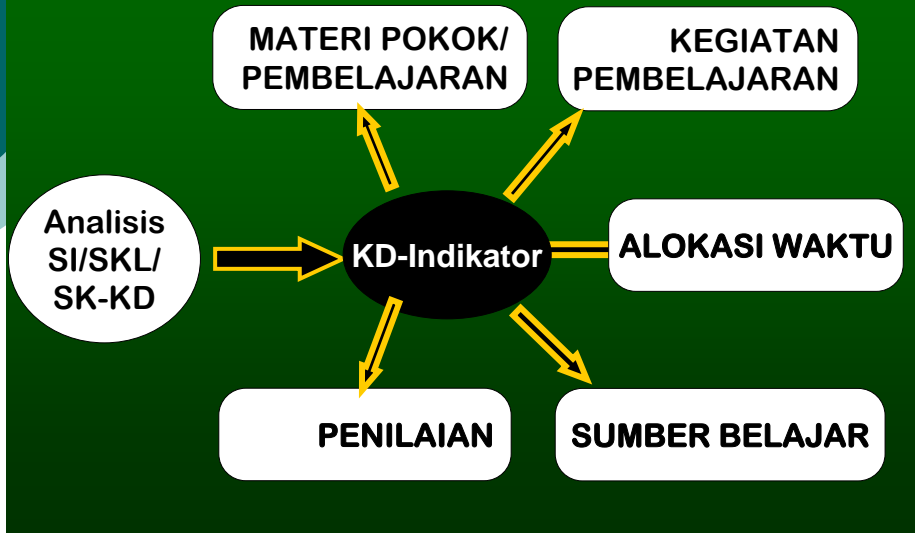 MATERI POKOK/
PEMBELAJARAN
KEGIATAN
PEMBELAJARAN
Analisis
SI/SKL/
SK-KD
KD-Indikator
ALOKASI WAKTU
PENILAIAN
SUMBER BELAJAR